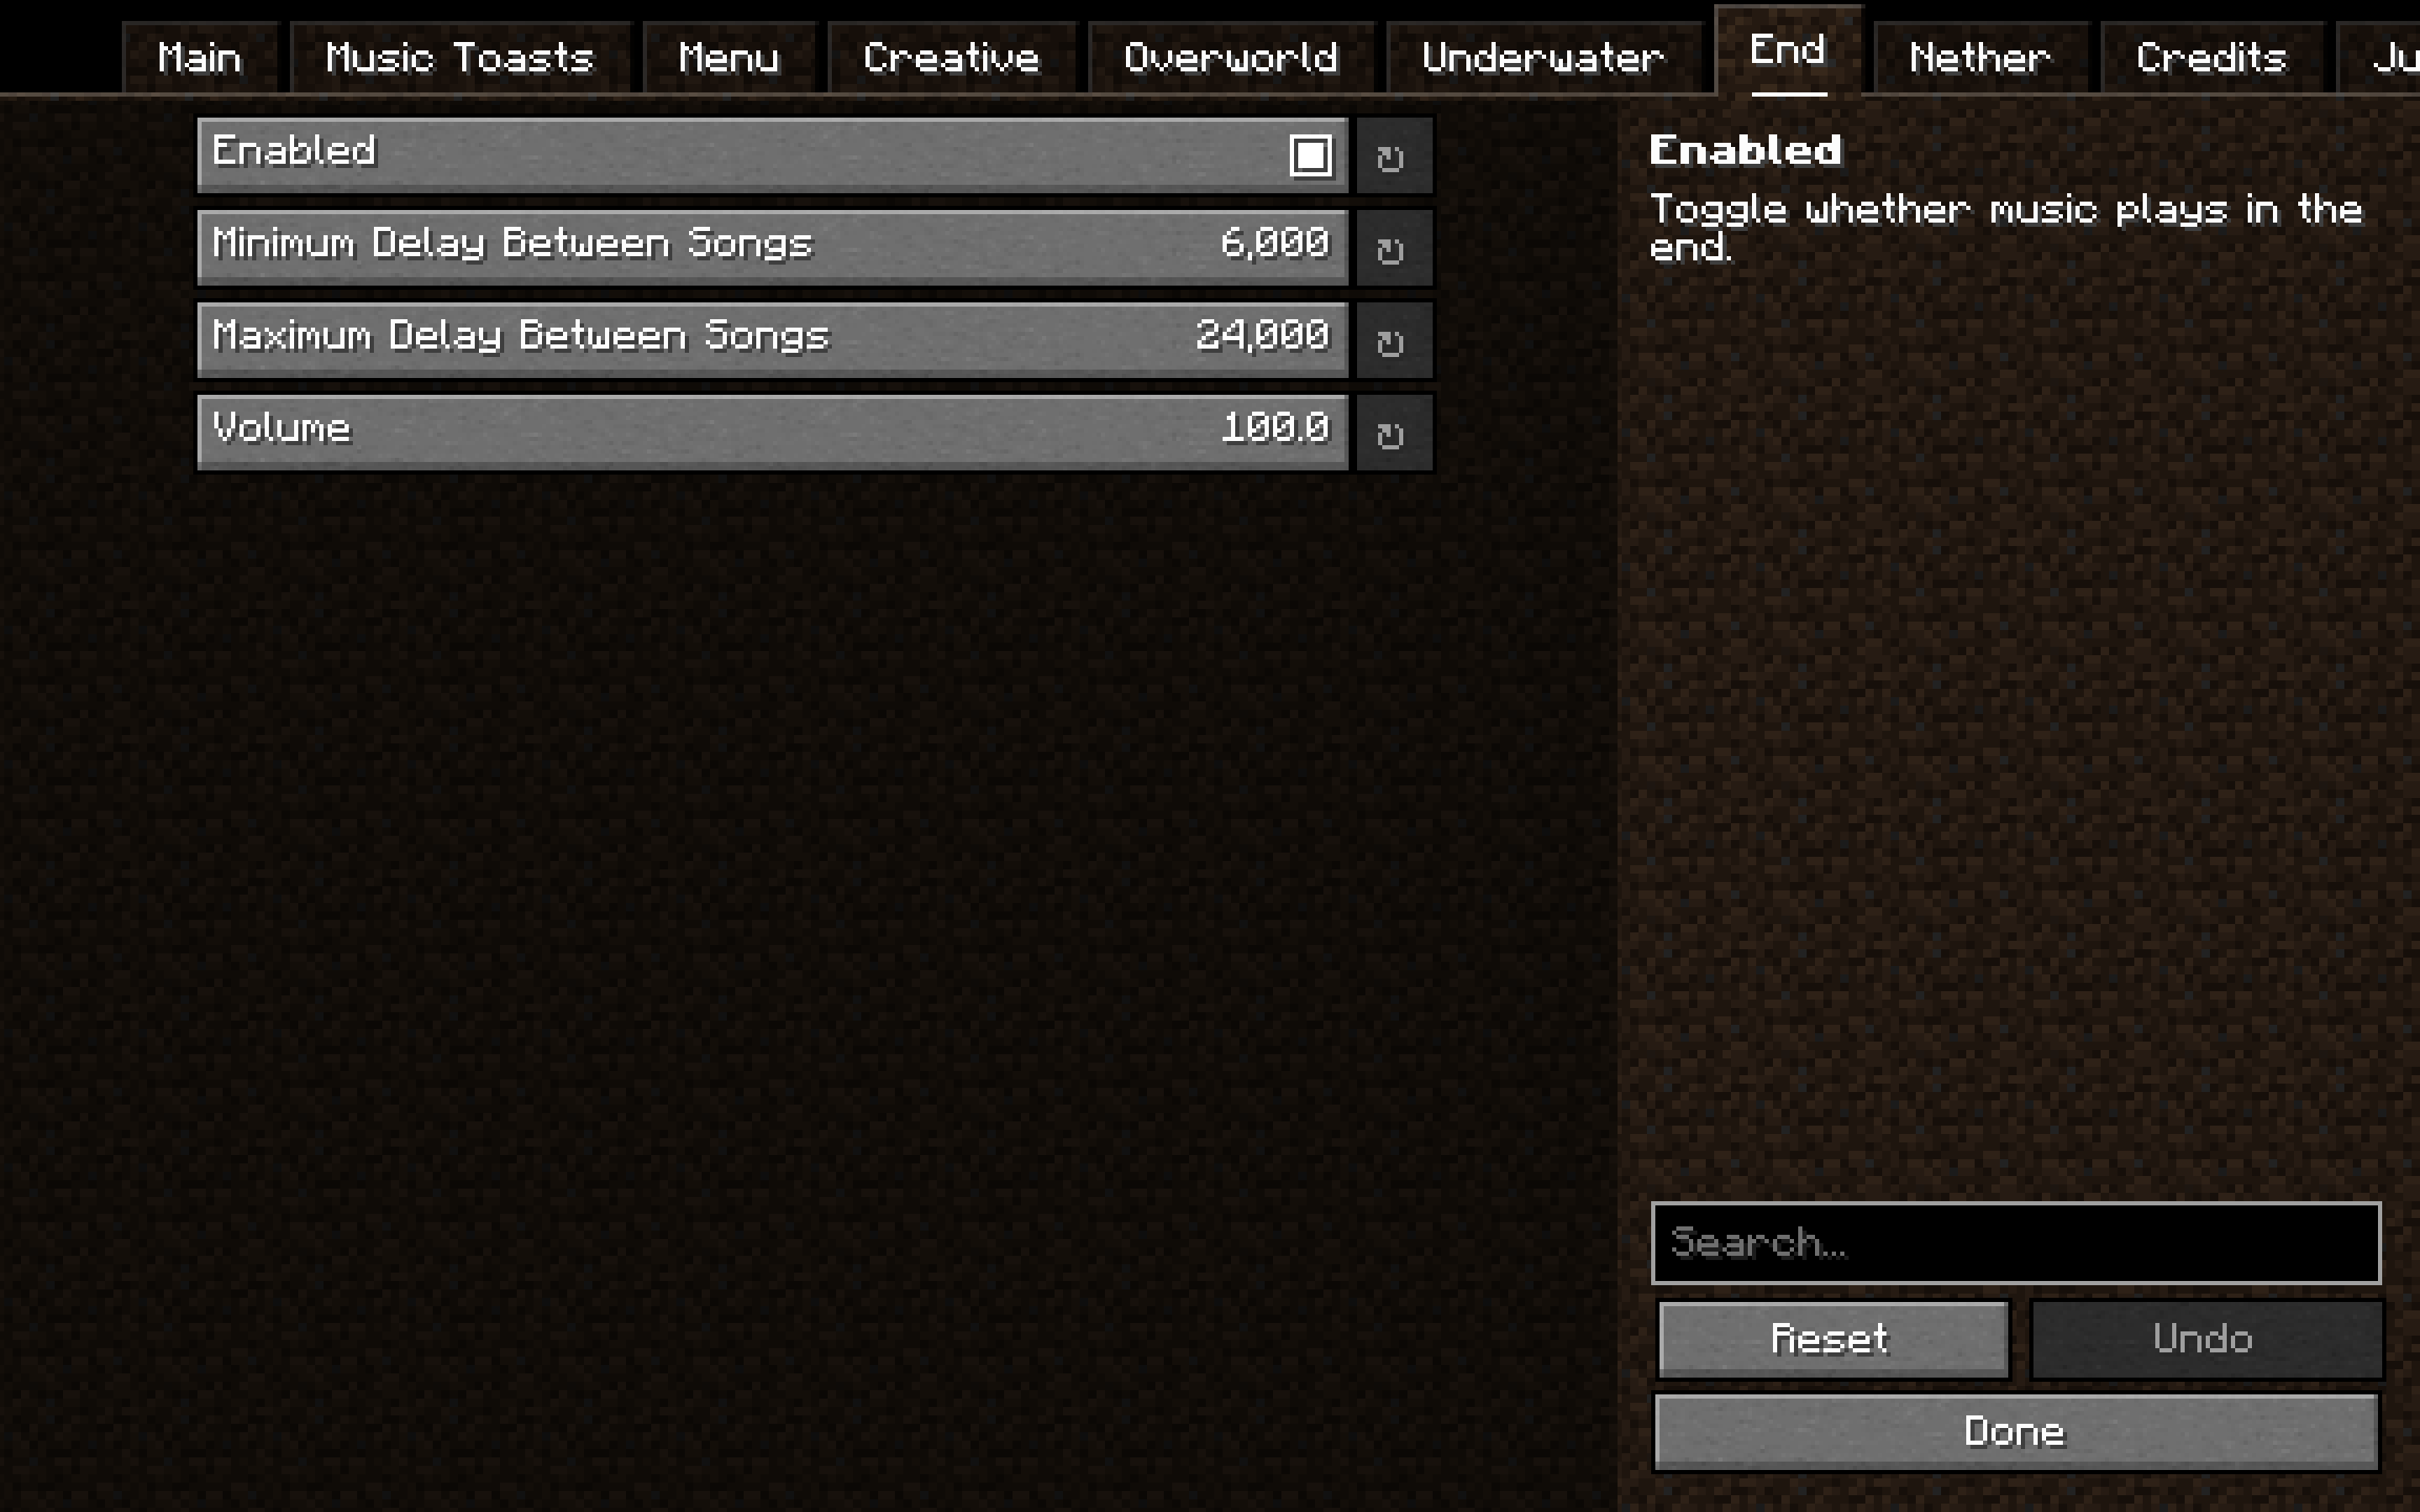 Main Music Toasts Menu Creative Overworld Underwater End Nether Credits Ju
Enabled
Minimum Delay Between Songs 6,000
Maximum Delay Between Songs 24,000
Volume 100.0
Enabled
Toggle whether music plays in the
end.
Search...
Reset Undo
Done